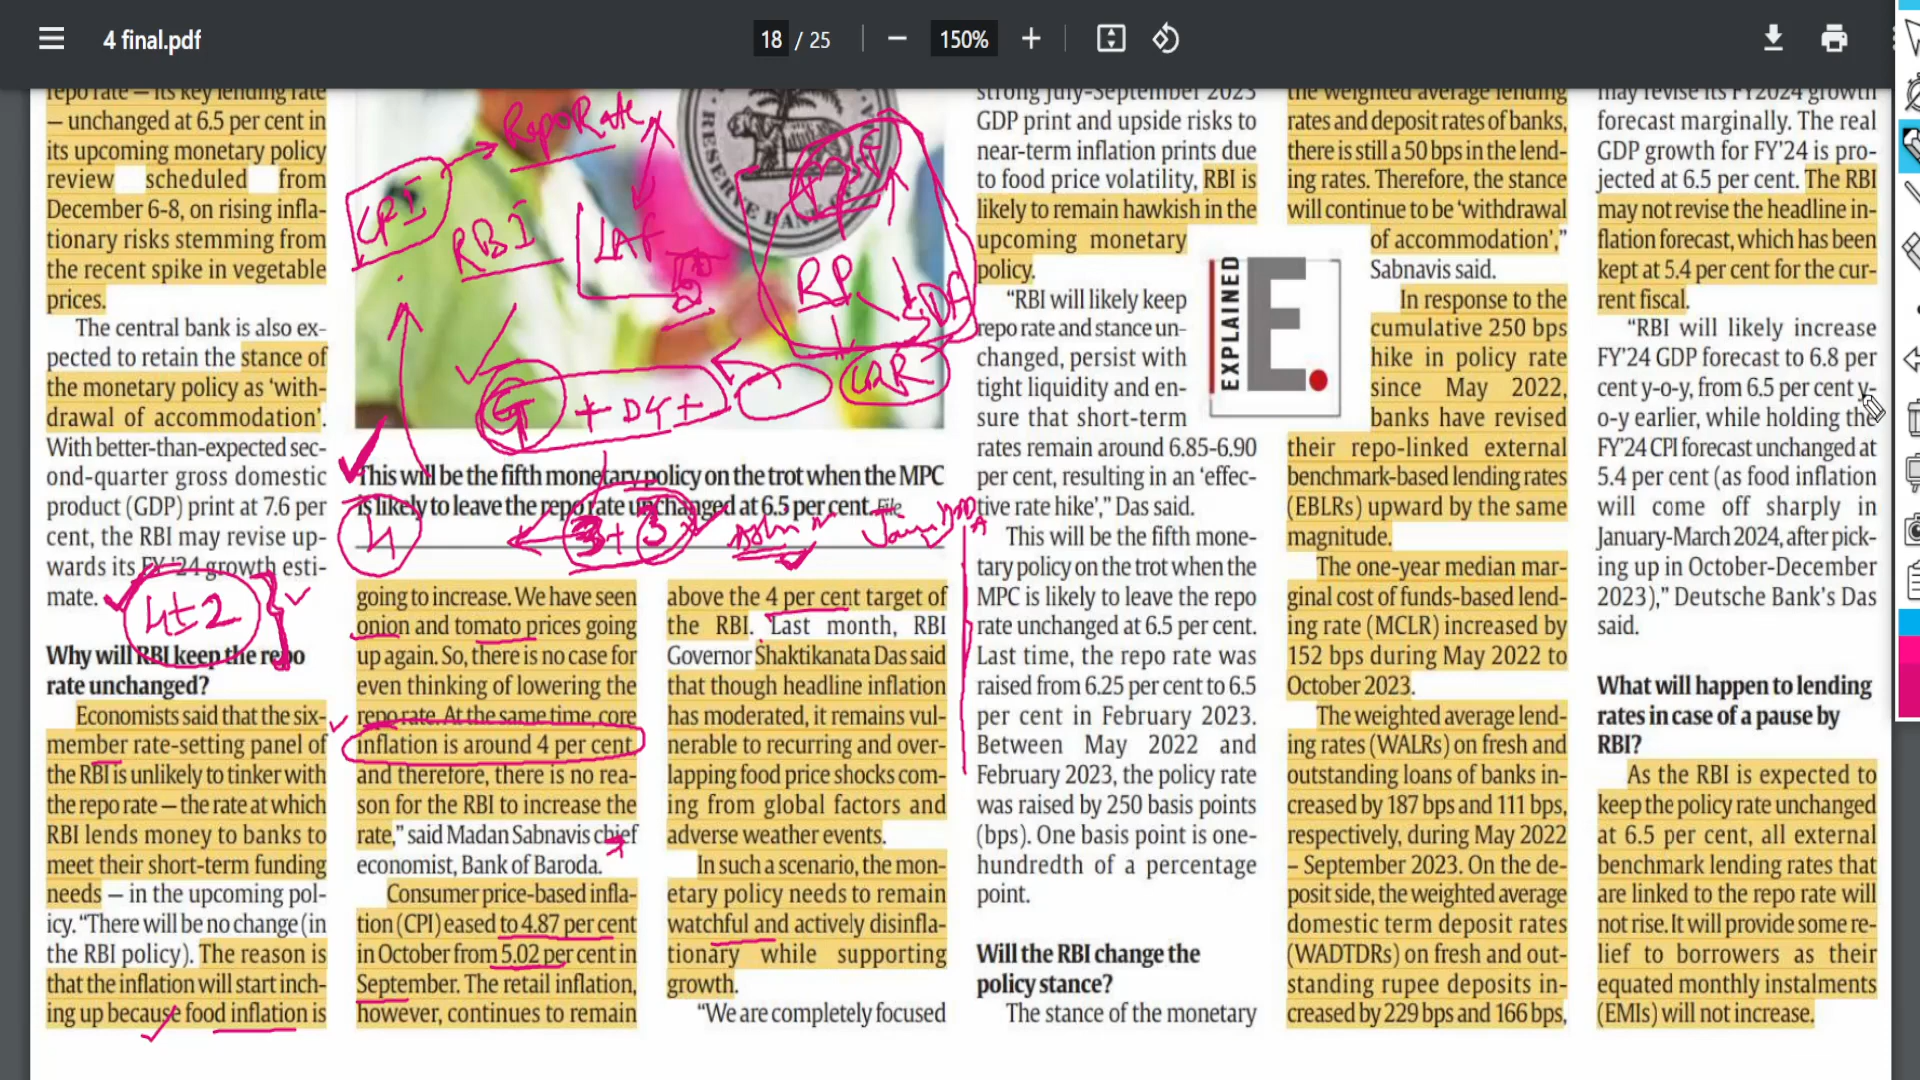 4 final.pdf
18 / 25
150%
repo rate — its key lending rate
— unchanged at 6.5 per cent in
its upcoming monetary policy
review scheduled from
December 6-8, on rising infla-
tionary risks stemming from
the recent spike in vegetable
prices.
The central bank is also ex-
pected to retain the stance of
the monetary policy as ‘with-
drawal of accommodation’.
With better-than-expected sec-
ond-quarter gross domestic
product (GDP) print at 7.6 per
cent, the RBI may revise up-
wards its FY ’24 growth esti-
mate.
4±2
Why will RBI keep the repo
rate unchanged?
Economists said that the six-
member rate-setting panel of
the RBI is unlikely to tinker with
the repo rate — the rate at which
RBI lends money to banks to
meet their short-term funding
needs — in the upcoming pol-
icy. “There will be no change (in
the RBI policy). The reason is
that the inflation will start inch-
ing up because food inflation is
RESERVE BANK OF
Repo Rate
CPI
RBI
LAF
RP
CRR
G + DY +
This will be the fifth monetary policy on the trot when the MPC
is likely to leave the repo rate unchanged at 6.5 per cent. File
4
3 + 3
going to increase. We have seen
onion and tomato prices going
up again. So, there is no case for
even thinking of lowering the
repo rate. At the same time, core
inflation is around 4 per cent
and therefore, there is no rea-
son for the RBI to increase the
rate,” said Madan Sabnavis chief
economist, Bank of Baroda.
Consumer price-based infla-
tion (CPI) eased to 4.87 per cent
in October from 5.02 per cent in
September. The retail inflation,
however, continues to remain
above the 4 per cent target of
the RBI. Last month, RBI
Governor Shaktikanata Das said
that though headline inflation
has moderated, it remains vul-
nerable to recurring and over-
lapping food price shocks com-
ing from global factors and
adverse weather events.
In such a scenario, the mon-
etary policy needs to remain
watchful and actively disinfla-
tionary while supporting
growth.
“We are completely focused
strong July-September 2023
GDP print and upside risks to
near-term inflation prints due
to food price volatility, RBI is
likely to remain hawkish in the
upcoming monetary
policy.
“RBI will likely keep
repo rate and stance un-
changed, persist with
tight liquidity and en-
sure that short-term
rates remain around 6.85-6.90
per cent, resulting in an ‘effec-
tive rate hike’,” Das said.
This will be the fifth mone-
tary policy on the trot when the
MPC is likely to leave the repo
rate unchanged at 6.5 per cent.
Last time, the repo rate was
raised from 6.25 per cent to 6.5
per cent in February 2023.
Between May 2022 and
February 2023, the policy rate
was raised by 250 basis points
(bps). One basis point is one-
hundredth of a percentage
point.
Will the RBI change the
policy stance?
The stance of the monetary
EXPLAINED
E.
the weighted average lending
rates and deposit rates of banks,
there is still a 50 bps in the lend-
ing rates. Therefore, the stance
will continue to be ‘withdrawal
of accommodation’,”
Sabnavis said.
In response to the
cumulative 250 bps
hike in policy rate
since May 2022,
banks have revised
their repo-linked external
benchmark-based lending rates
(EBLRs) upward by the same
magnitude.
The one-year median mar-
ginal cost of funds-based lend-
ing rate (MCLR) increased by
152 bps during May 2022 to
October 2023.
The weighted average lend-
ing rates (WALRs) on fresh and
outstanding loans of banks in-
creased by 187 bps and 111 bps,
respectively, during May 2022
– September 2023. On the de-
posit side, the weighted average
domestic term deposit rates
(WADTDRs) on fresh and out-
standing rupee deposits in-
creased by 229 bps and 166 bps,
may revise its FY2024 growth
forecast marginally. The real
GDP growth for FY’24 is pro-
jected at 6.5 per cent. The RBI
may not revise the headline in-
flation forecast, which has been
kept at 5.4 per cent for the cur-
rent fiscal.
“RBI will likely increase
FY’24 GDP forecast to 6.8 per
cent y-o-y, from 6.5 per cent y-
o-y earlier, while holding the
FY’24 CPI forecast unchanged at
5.4 per cent (as food inflation
will come off sharply in
January-March 2024, after pick-
ing up in October-December
2023),” Deutsche Bank’s Das
said.
What will happen to lending
rates in case of a pause by
RBI?
As the RBI is expected to
keep the policy rate unchanged
at 6.5 per cent, all external
benchmark lending rates that
are linked to the repo rate will
not rise. It will provide some re-
lief to borrowers as their
equated monthly instalments
(EMIs) will not increase.